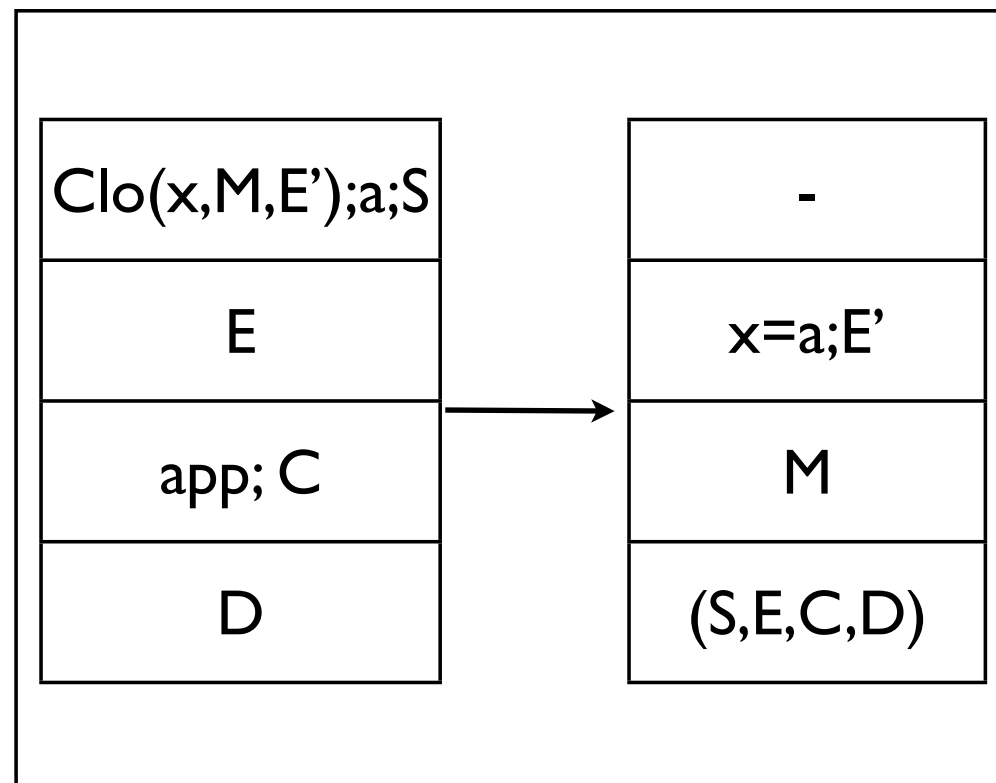 Clo(x,M,E’);a;S
E
app; C
D
-
x=a;E’
M
(S,E,C,D)